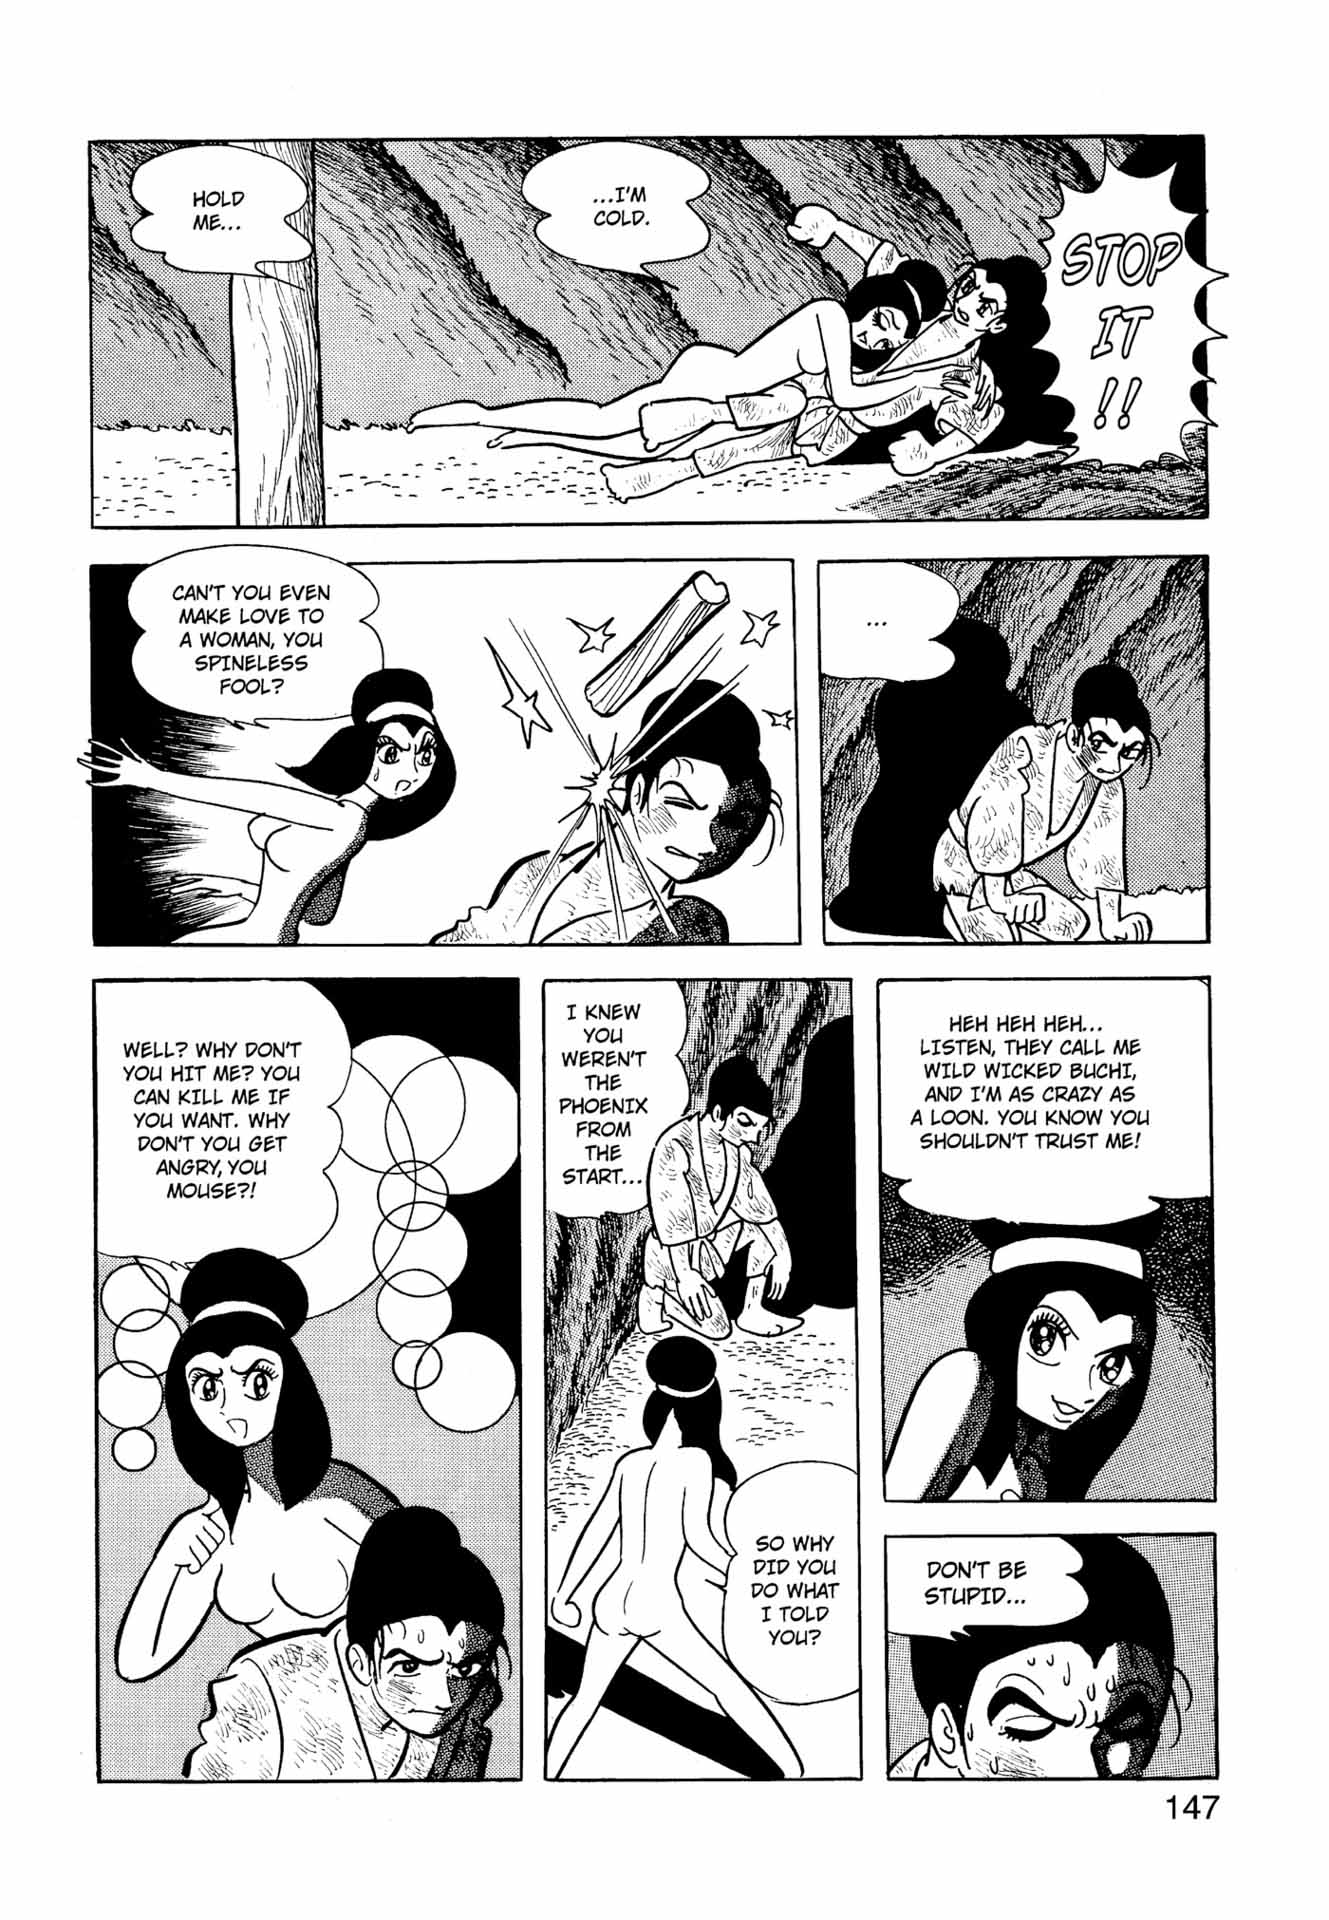 HOLD
ME...
...I'M
COLD.
STOP
IT
!!
CAN'T YOU EVEN
MAKE LOVE TO
A WOMAN, YOU
SPINELESS
FOOL?
...
WELL? WHY DON'T
YOU HIT ME? YOU
CAN KILL ME IF
YOU WANT. WHY
DON'T YOU GET
ANGRY, YOU
MOUSE?!
I KNEW
YOU
WEREN'T
THE
PHOENIX
FROM
THE
START...
SO WHY
DID YOU
DO WHAT
I TOLD
YOU?
HEH HEH HEH...
LISTEN, THEY CALL ME
WILD WICKED BUCHI,
AND I'M AS CRAZY AS
A LOON. YOU KNOW YOU
SHOULDN'T TRUST ME!
DON'T BE
STUPID...
147